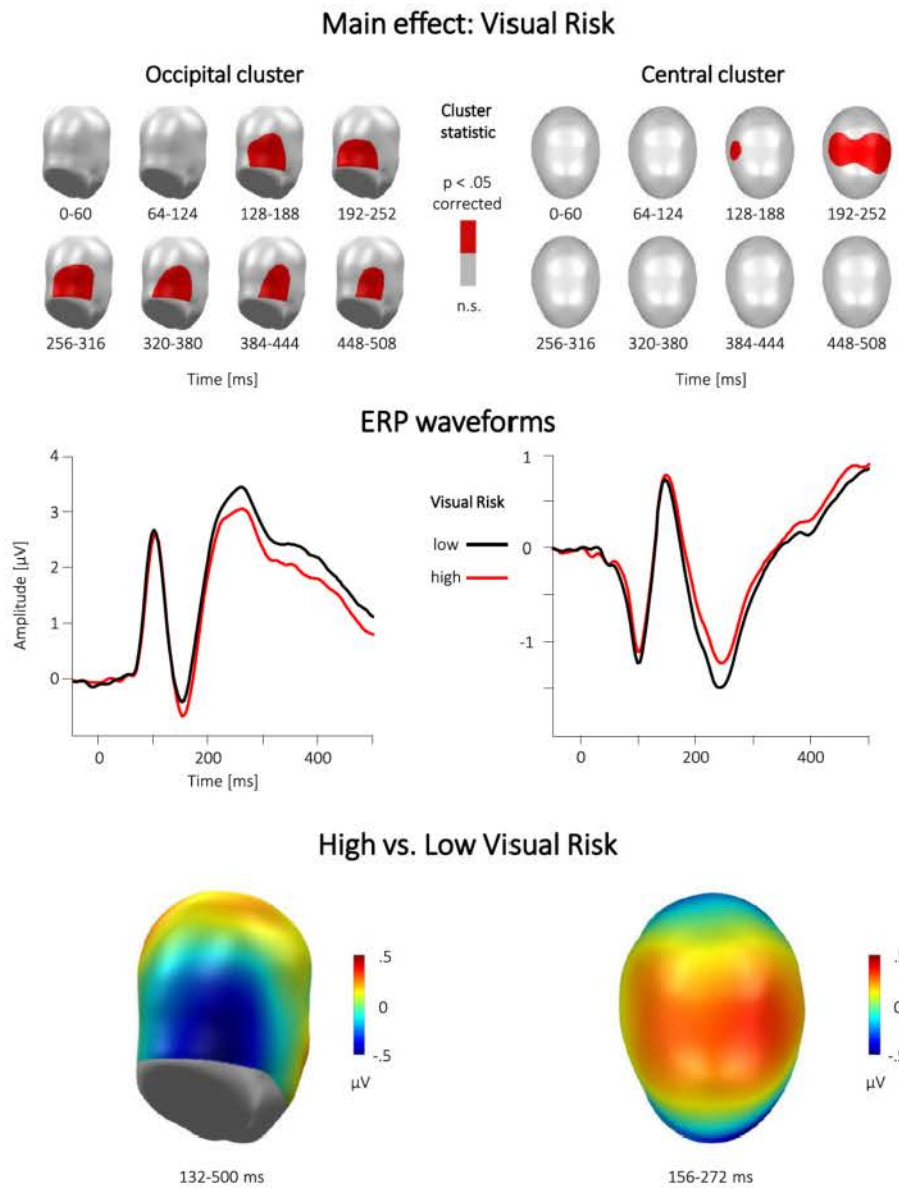 Main effect: Visual Risk
Occipital cluster
Central cluster
Cluster
statistic
p < .05
corrected
n.s.
0-60 64-124 128-188 192-252
256-316 320-380 384-444 448-508
Time [ms]
0-60 64-124 128-188 192-252
256-316 320-380 384-444 448-508
Time [ms]
ERP waveforms
4
3
2
1
0
Amplitude [µV]
0 200 400
Time [ms]
Visual Risk
low
high
1
0
-1
0 200 400
High vs. Low Visual Risk
.5
0
-.5
µV
132-500 ms
.5
0
-.5
µV
156-272 ms